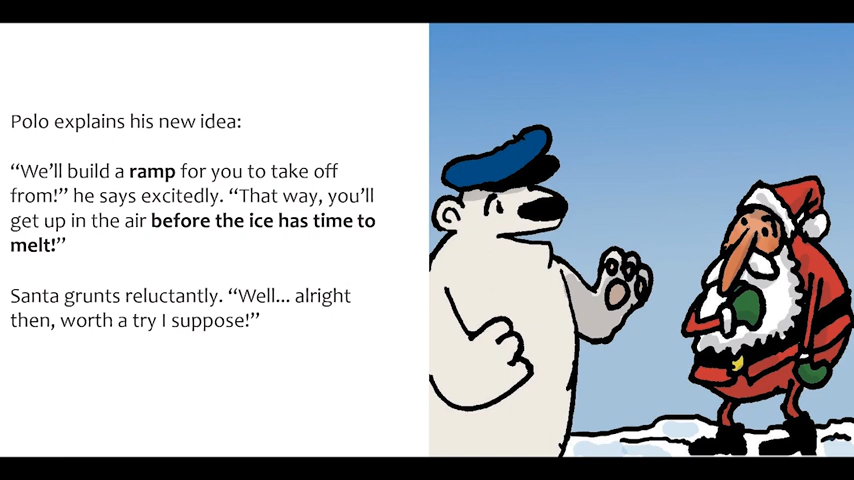 Polo explains his new idea:
“We’ll build a ramp for you to take off
from!” he says excitedly. “That way, you’ll
get up in the air before the ice has time to
melt!”
Santa grunts reluctantly. “Well... alright
then, worth a try I suppose!”